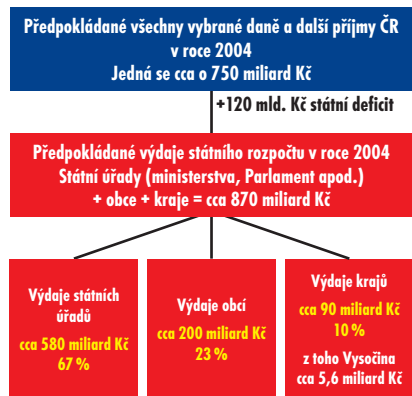 Předpokládané všechny vybrané daně a další příjmy ČR
v roce 2004
Jedná se cca o 750 miliard Kč
+120 mld. Kč státní deficit
Předpokládané výdaje státního rozpočtu v roce 2004
Státní úřady (ministerstva, Parlament apod.)
+ obce + kraje = cca 870 miliard Kč
Výdaje státních
úřadů
cca 580 miliard Kč
67 %
Výdaje obcí
cca 200 miliard Kč
23 %
Výdaje krajů
cca 90 miliard Kč
10 %
z toho Vysočina
cca 5,6 miliard Kč